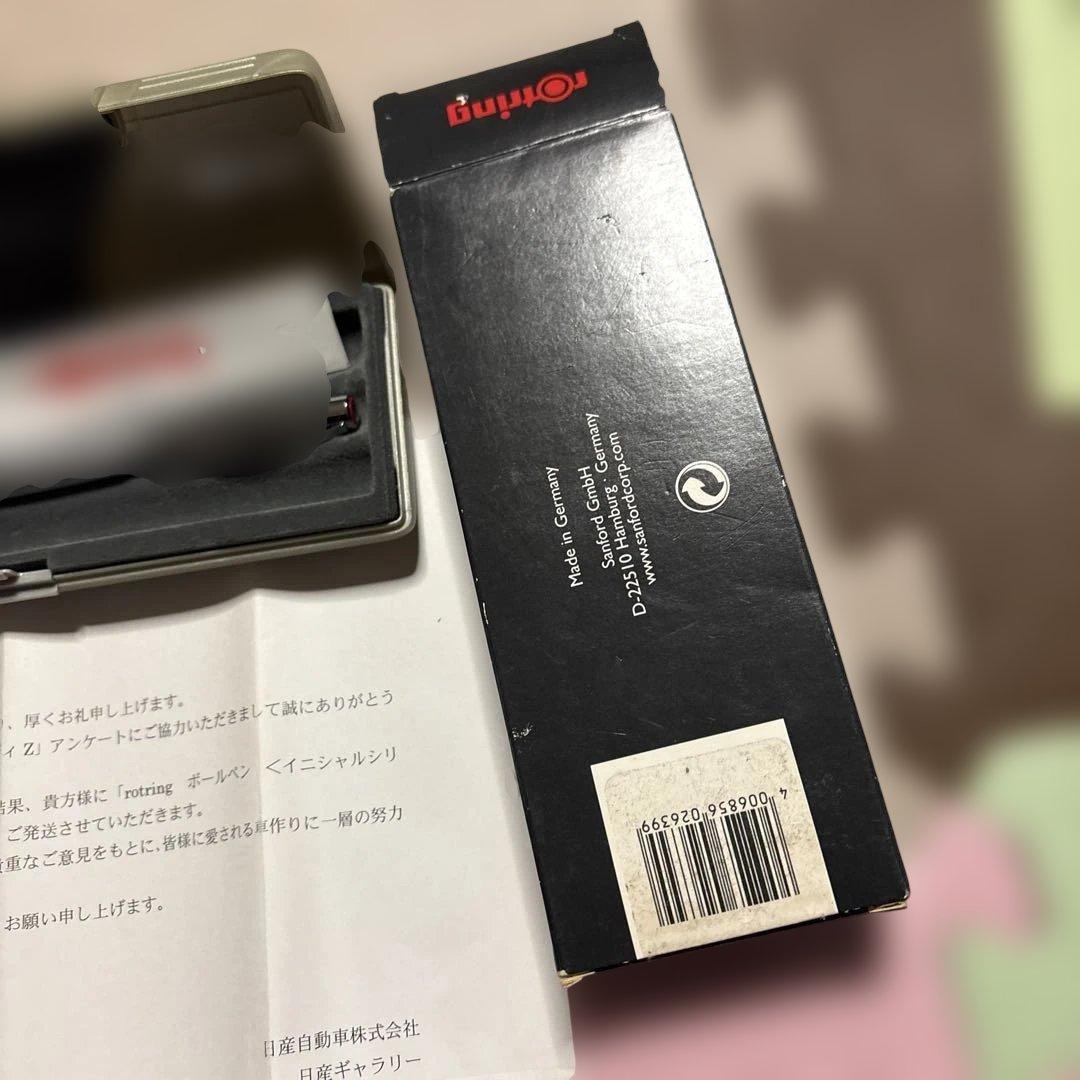 rotring
Made in Germany
Sanford GmbH
D-22510 Hamburg · Germany
www.sanfordcorp.com
4 006856 026399
、厚くお礼申し上げます。
ィ Z」アンケートにご協力いただきまして誠にありがとう
結果、貴方様に「rotring ボールペン <イニシャルシリ
ご発送させていただきます。
貴重なご意見をもとに、皆様に愛される車作りに一層の努力
お願い申し上げます。
日産自動車株式会社
日産ギャラリー